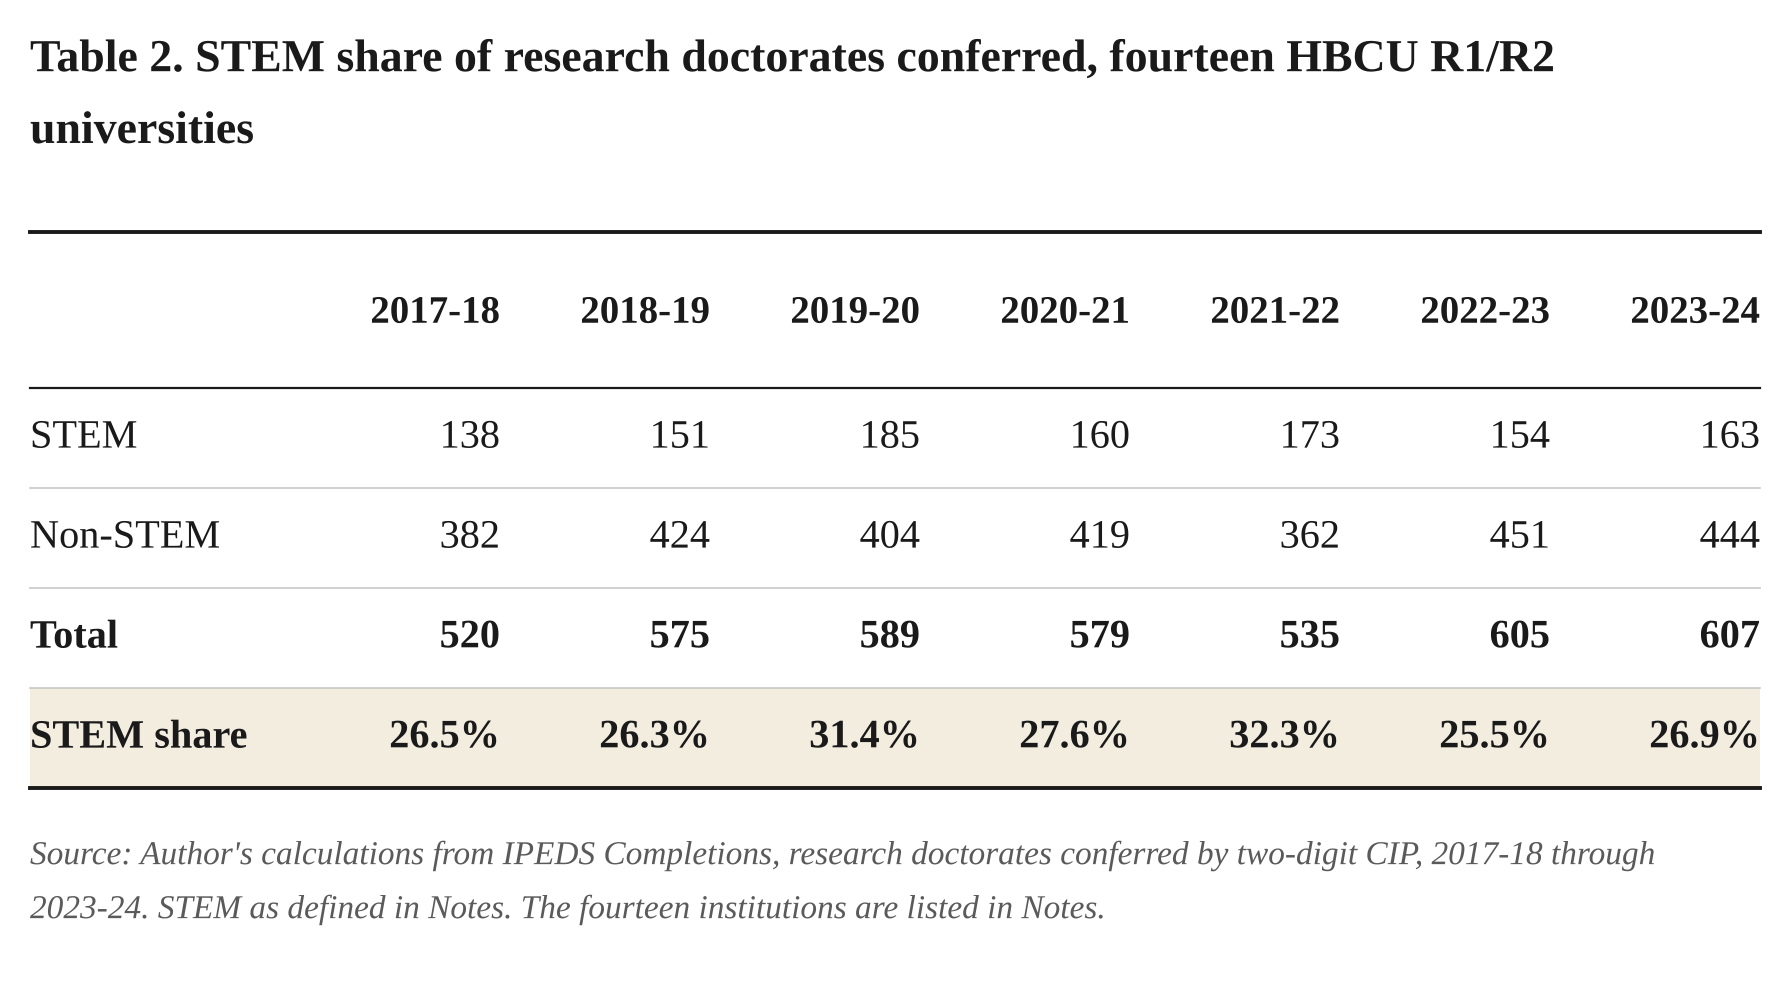 Table 2. STEM share of research doctorates conferred, fourteen HBCU R1/R2
universities
2017-18 2018-19 2019-20 2020-21 2021-22 2022-23 2023-24
STEM 138 151 185 160 173 154 163
Non-STEM 382 424 404 419 362 451 444
Total 520 575 589 579 535 605 607
STEM share 26.5% 26.3% 31.4% 27.6% 32.3% 25.5% 26.9%
Source: Author's calculations from IPEDS Completions, research doctorates conferred by two-digit CIP, 2017-18 through
2023-24. STEM as defined in Notes. The fourteen institutions are listed in Notes.